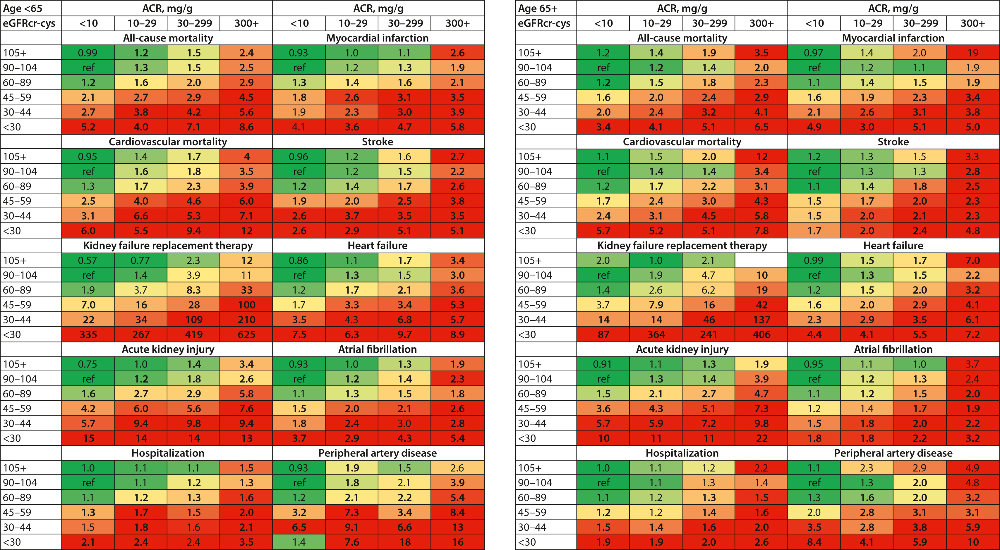 Age <65 ACR, mg/g ACR, mg/g
eGFRcr-cys <10 10–29 30–299 300+ <10 10–29 30–299 300+
All-cause mortality Myocardial infarction
105+ 0.99 1.2 1.5 2.4 0.93 1.0 1.1 2.6
90–104 ref 1.3 1.5 2.5 ref 1.2 1.3 1.9
60–89 1.2 1.6 2.0 2.9 1.3 1.4 1.6 2.1
45–59 2.1 2.7 2.9 4.5 1.8 2.6 3.1 3.5
30–44 2.7 3.8 4.2 5.6 1.9 2.3 3.0 3.9
<30 5.2 4.0 7.1 8.6 4.1 3.6 4.7 5.8
Cardiovascular mortality Stroke
105+ 0.95 1.4 1.7 4 0.96 1.2 1.6 2.7
90–104 ref 1.6 1.8 3.5 ref 1.2 1.5 2.2
60–89 1.3 1.7 2.3 3.9 1.2 1.4 1.7 2.6
45–59 2.5 4.0 4.6 6.0 1.9 2.0 2.5 3.8
30–44 3.1 6.6 5.3 7.1 2.6 3.7 3.5 3.5
<30 6.0 5.5 9.4 12 2.6 2.9 5.1 5.1
Kidney failure replacement therapy Heart failure
105+ 0.57 0.77 2.3 12 0.86 1.1 1.7 3.4
90–104 ref 1.4 3.9 11 ref 1.3 1.5 3.0
60–89 1.9 3.7 8.3 33 1.2 1.7 2.1 3.6
45–59 7.0 16 28 100 1.7 3.3 3.4 5.3
30–44 22 34 109 210 3.5 4.3 6.8 5.7
<30 335 267 419 625 7.5 6.3 9.7 8.9
Acute kidney injury Atrial fibrillation
105+ 0.75 1.0 1.4 3.4 0.93 1.0 1.3 1.9
90–104 ref 1.2 1.8 2.6 ref 1.2 1.4 2.3
60–89 1.6 2.7 2.9 5.8 1.1 1.3 1.5 1.8
45–59 4.2 6.0 5.6 7.6 1.5 2.0 2.1 2.6
30–44 5.7 9.4 9.8 9.4 1.8 2.4 3.0 2.8
<30 15 14 14 13 3.7 2.9 4.3 5.4
Hospitalization Peripheral artery disease
105+ 1.0 1.1 1.1 1.5 0.93 1.9 1.5 2.6
90–104 ref 1.1 1.2 1.3 ref 1.8 2.1 3.9
60–89 1.1 1.2 1.3 1.6 1.2 2.1 2.2 5.4
45–59 1.3 1.7 1.5 2.0 3.2 7.3 3.4 8.4
30–44 1.5 1.8 1.6 2.1 6.5 9.1 6.6 13
<30 2.1 2.4 2.4 3.5 1.4 7.6 18 16
Age 65+ ACR, mg/g ACR, mg/g
eGFRcr-cys <10 10–29 30–299 300+ <10 10–29 30–299 300+
All-cause mortality Myocardial infarction
105+ 1.2 1.4 1.9 3.5 0.97 1.4 2.0 19
90–104 ref 1.2 1.4 2.0 ref 1.2 1.1 1.9
60–89 1.2 1.5 1.8 2.3 1.1 1.4 1.5 1.9
45–59 1.6 2.0 2.4 2.9 1.6 1.9 2.3 3.4
30–44 2.0 2.4 3.2 4.1 2.1 2.6 3.1 3.8
<30 3.4 4.1 5.1 6.5 4.9 3.0 5.1 5.0
Cardiovascular mortality Stroke
105+ 1.1 1.5 2.0 12 1.2 1.3 1.5 3.3
90–104 ref 1.4 1.4 3.4 ref 1.3 1.3 2.8
60–89 1.2 1.7 2.2 3.1 1.1 1.4 1.8 2.5
45–59 1.7 2.4 3.0 4.3 1.5 1.7 2.0 2.3
30–44 2.4 3.1 4.5 5.8 1.5 2.0 2.1 2.3
<30 5.7 5.2 5.1 7.8 1.7 2.0 2.4 4.8
Kidney failure replacement therapy Heart failure
105+ 2.0 1.0 2.1 0.99 1.5 1.7 7.0
90–104 ref 1.9 4.7 10 ref 1.3 1.5 2.2
60–89 1.4 2.6 6.2 19 1.2 1.5 2.0 3.2
45–59 3.7 7.9 16 42 1.6 2.0 2.9 4.1
30–44 14 14 46 137 2.3 2.9 3.5 6.1
<30 87 364 241 406 4.4 4.1 5.5 7.2
Acute kidney injury Atrial fibrillation
105+ 0.91 1.1 1.3 1.9 0.95 1.1 1.0 3.7
90–104 ref 1.3 1.4 3.9 ref 1.2 1.3 2.4
60–89 1.5 2.1 2.7 4.7 1.1 1.2 1.5 2.0
45–59 3.6 4.3 5.1 7.3 1.2 1.4 1.7 1.9
30–44 5.7 5.9 7.2 9.8 1.5 1.8 2.0 2.2
<30 10 11 11 22 1.8 1.8 2.2 3.2
Hospitalization Peripheral artery disease
105+ 1.0 1.1 1.2 2.2 1.1 2.3 2.9 4.9
90–104 ref 1.1 1.3 1.4 ref 1.3 2.0 4.8
60–89 1.1 1.2 1.3 1.5 1.3 1.6 2.0 3.2
45–59 1.2 1.2 1.4 1.6 2.0 2.8 3.1 3.1
30–44 1.5 1.4 1.6 2.0 3.5 2.8 3.8 5.9
<30 1.9 1.9 2.0 2.6 8.4 4.1 5.9 10